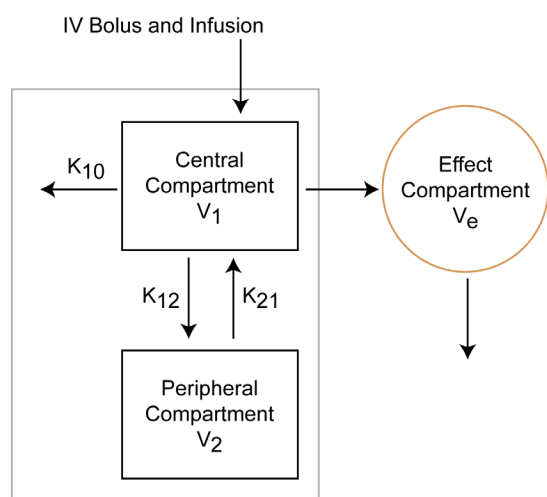 IV Bolus and Infusion
K10
Central
Compartment
V1
Effect
Compartment
Ve
K12
K21
Peripheral
Compartment
V2